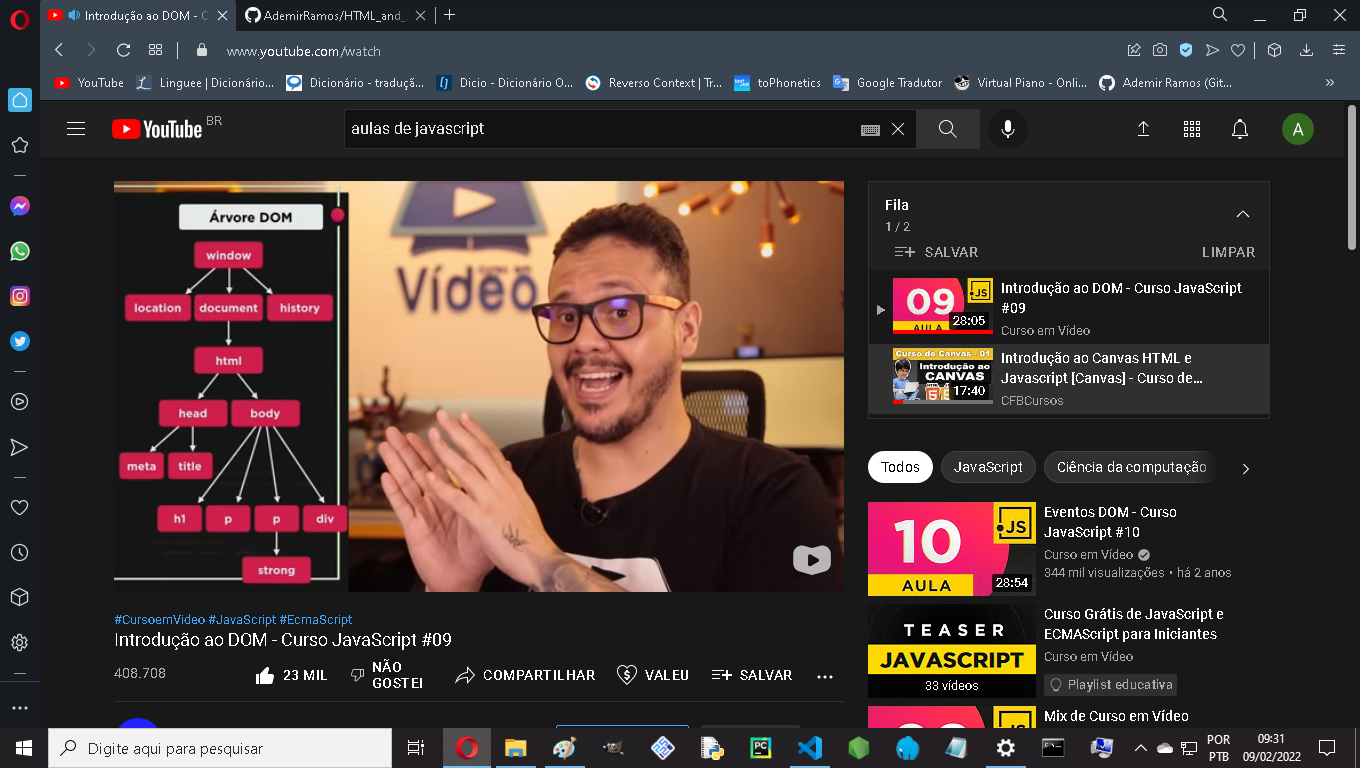 Introdução ao DOM - C
AdemirRamos/HTML_and_
www.youtube.com/watch
YouTube
Linguee | Dicionário...
Dicionário - traduçã...
Dicio - Dicionário O...
Reverso Context | Tr...
toPhonetics
Google Tradutor
Virtual Piano - Onli...
Ademir Ramos (Git...
YouTube BR
aulas de javascript
A
Árvore DOM
window
location document history
html
head body
meta title
h1 p p div
strong
Vídeo
Fila
1 / 2
SALVAR
LIMPAR
09
AULA
.JS
28:05
Introdução ao DOM - Curso JavaScript
#09
Curso em Vídeo
Curso de Canvas - 01
Introdução ao
CANVAS
17:40
Introdução ao Canvas HTML e
Javascript [Canvas] - Curso de...
CFBCursos
Todos
JavaScript
Ciência da computação
10
AULA
.JS
28:54
Eventos DOM - Curso
JavaScript #10
Curso em Vídeo
344 mil visualizações • há 2 anos
TEASER
JAVASCRIPT
33 vídeos
Curso Grátis de JavaScript e
ECMAScript para Iniciantes
Curso em Vídeo
Playlist educativa
.JS
Mix de Curso em Vídeo
#CursoemVideo #JavaScript #EcmaScript
Introdução ao DOM - Curso JavaScript #09
408.708
23 MIL
NÃO
GOSTEI
COMPARTILHAR
VALEU
SALVAR
Digite aqui para pesquisar
POR
PTB
09:31
09/02/2022